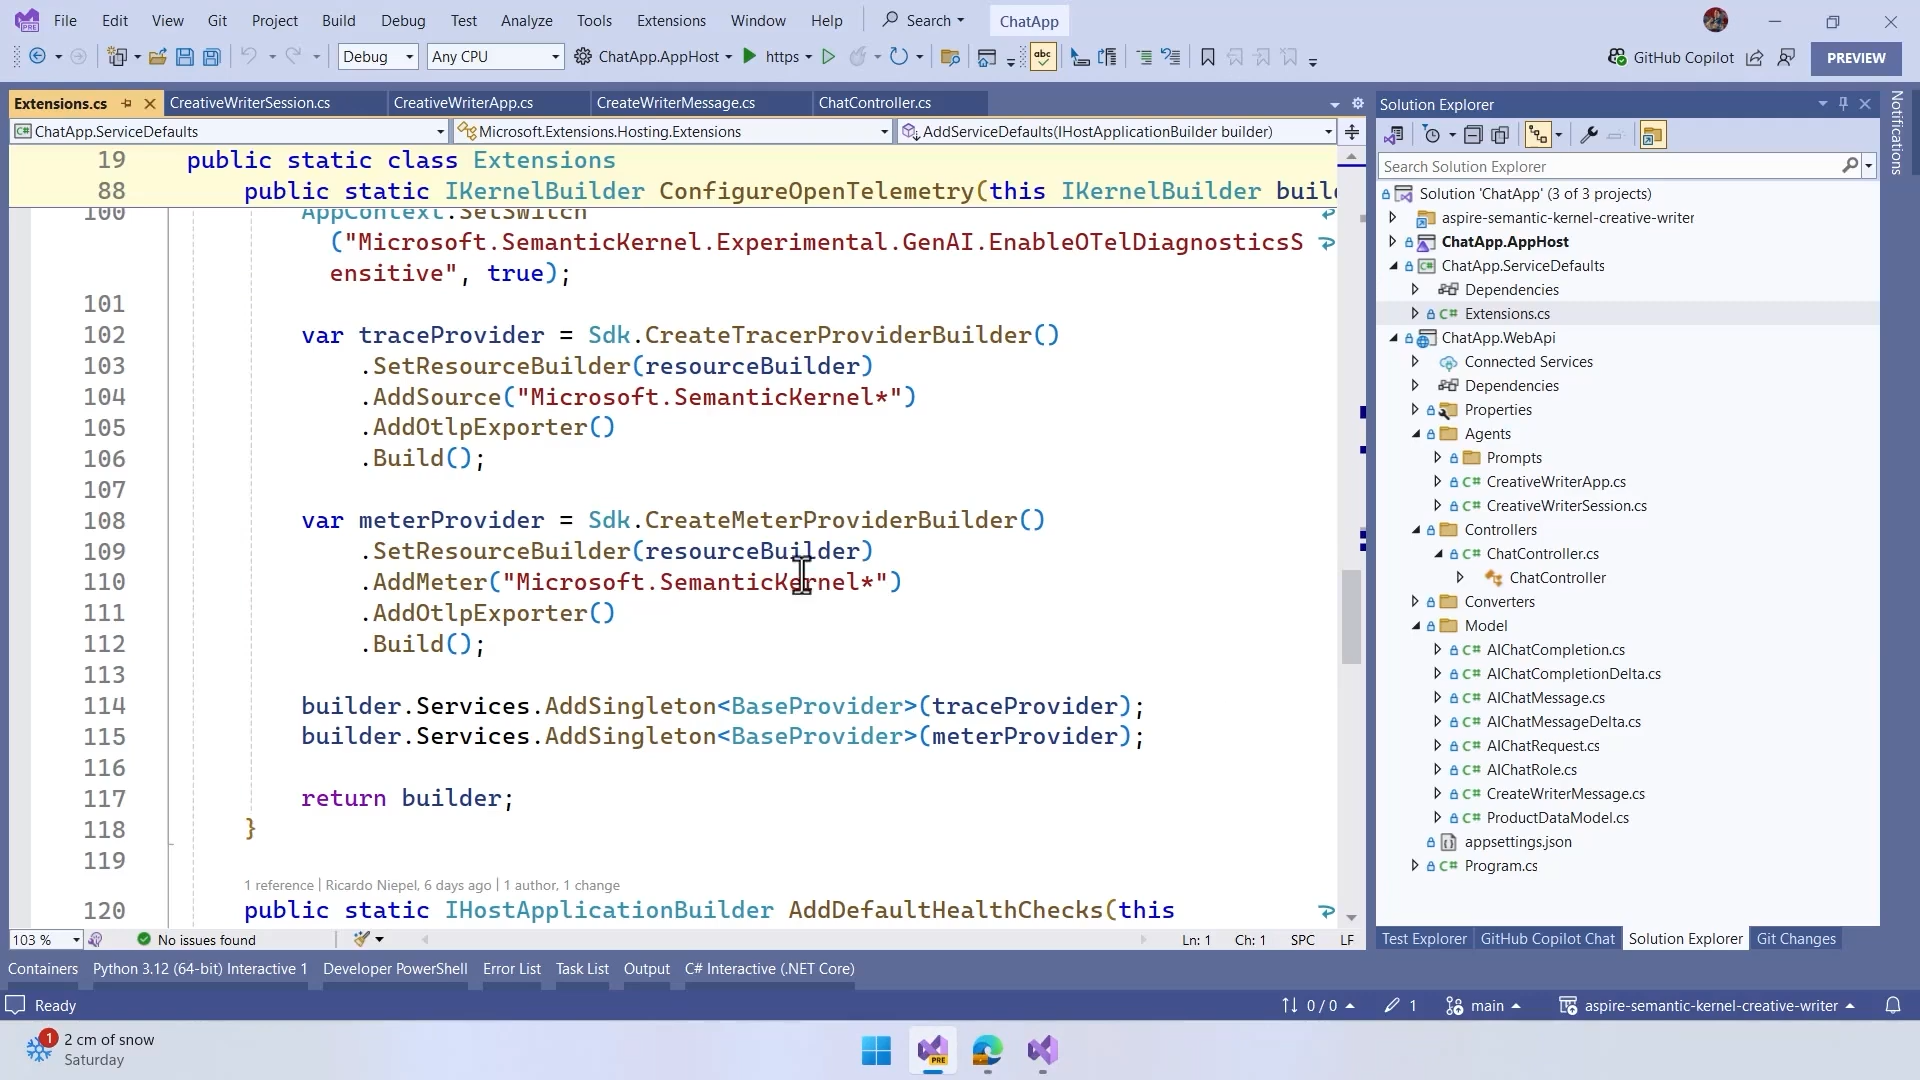 File Edit View Git Project Build Debug Test Analyze Tools Extensions Window Help Search ChatApp
Debug Any CPU ChatApp.AppHost https GitHub Copilot PREVIEW
Extensions.cs CreativeWriterSession.cs CreativeWriterApp.cs CreateWriterMessage.cs ChatController.cs
ChatApp.ServiceDefaults Microsoft.Extensions.Hosting.Extensions AddServiceDefaults(IHostApplicationBuilder builder)
19 public static class Extensions
88 public static IKernelBuilder ConfigureOpenTelemetry(this IKernelBuilder buil
100 AppContext.SetSwitch
("Microsoft.SemanticKernel.Experimental.GenAI.EnableOTelDiagnosticsS
ensitive", true);
101
102 var traceProvider = Sdk.CreateTracerProviderBuilder()
103 .SetResourceBuilder(resourceBuilder)
104 .AddSource("Microsoft.SemanticKernel*")
105 .AddOtlpExporter()
106 .Build();
107
108 var meterProvider = Sdk.CreateMeterProviderBuilder()
109 .SetResourceBuilder(resourceBuilder)
110 .AddMeter("Microsoft.SemanticKernel*")
111 .AddOtlpExporter()
112 .Build();
113
114 builder.Services.AddSingleton<BaseProvider>(traceProvider);
115 builder.Services.AddSingleton<BaseProvider>(meterProvider);
116
117 return builder;
118 }
119
1 reference | Ricardo Niepel, 6 days ago | 1 author, 1 change
120 public static IHostApplicationBuilder AddDefaultHealthChecks(this
103 % No issues found Ln: 1 Ch: 1 SPC LF
Solution Explorer
Search Solution Explorer
Solution 'ChatApp' (3 of 3 projects)
aspire-semantic-kernel-creative-writer
ChatApp.AppHost
ChatApp.ServiceDefaults
Dependencies
C# Extensions.cs
ChatApp.WebApi
Connected Services
Dependencies
Properties
Agents
Prompts
C# CreativeWriterApp.cs
C# CreativeWriterSession.cs
Controllers
C# ChatController.cs
ChatController
Converters
Model
C# AIChatCompletion.cs
C# AIChatCompletionDelta.cs
C# AIChatMessage.cs
C# AIChatMessageDelta.cs
C# AIChatRequest.cs
C# AIChatRole.cs
C# CreateWriterMessage.cs
C# ProductDataModel.cs
appsettings.json
C# Program.cs
Test Explorer GitHub Copilot Chat Solution Explorer Git Changes
Notifications
Containers Python 3.12 (64-bit) Interactive 1 Developer PowerShell Error List Task List Output C# Interactive (.NET Core)
Ready 0 / 0 1 main aspire-semantic-kernel-creative-writer
1 2 cm of snow
Saturday
PRE